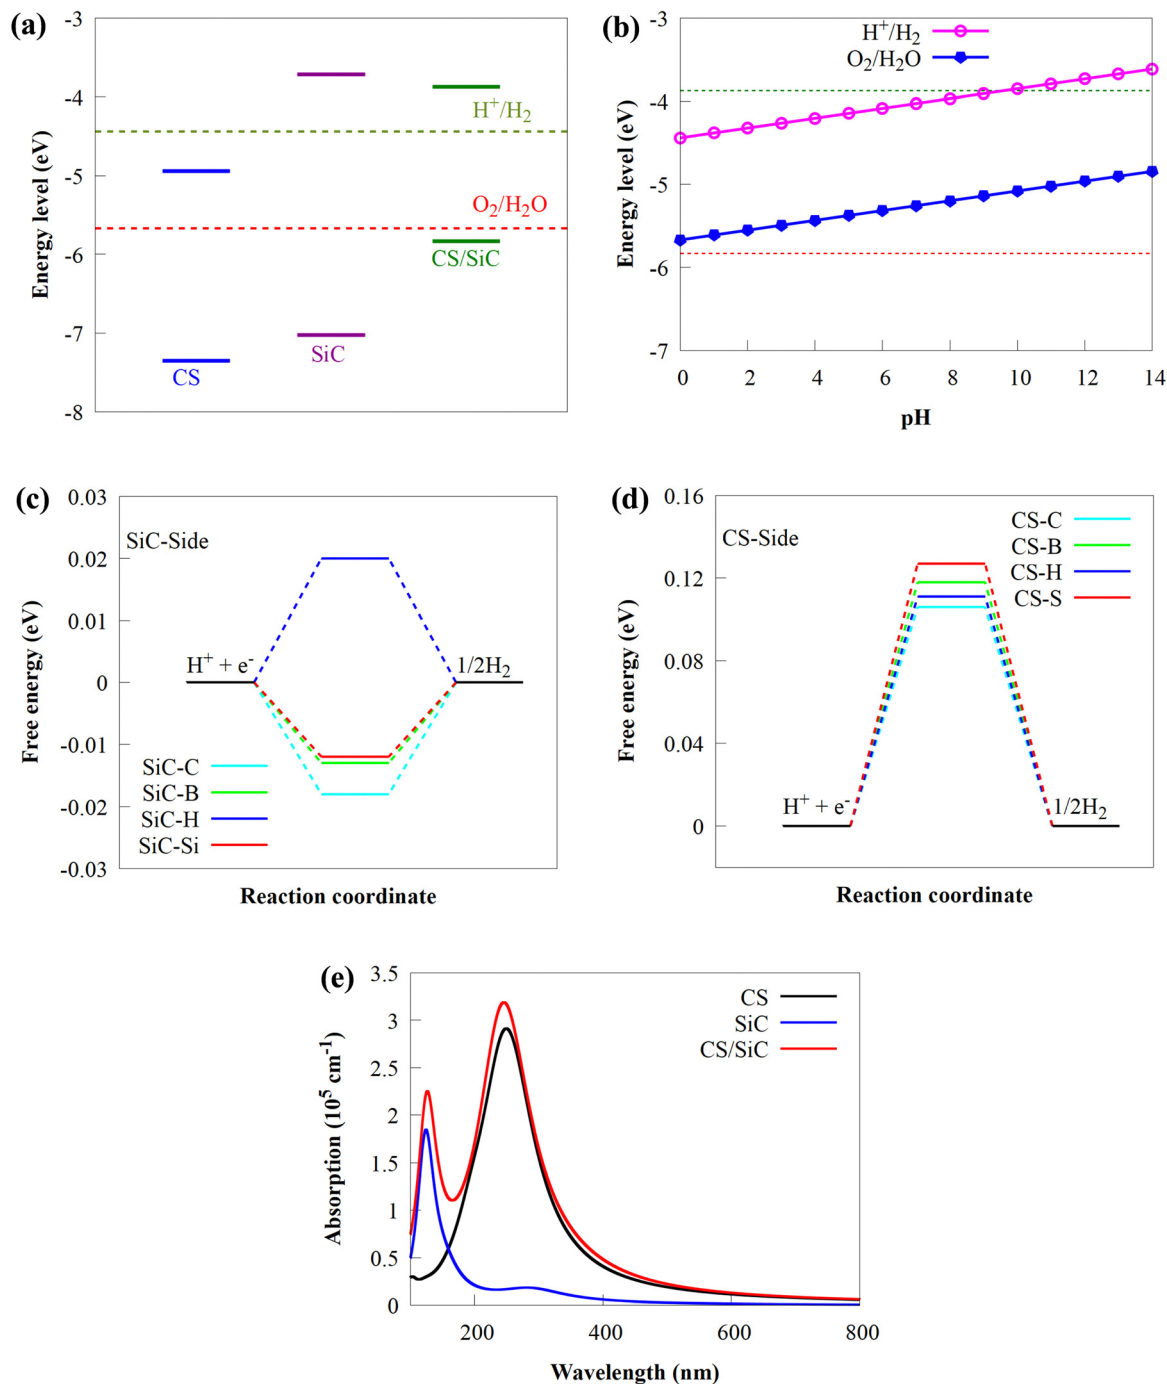 (a)
-3
-4
-5
-6
-7
-8
Energy level (eV)
H⁺/H₂
O₂/H₂O
CS/SiC
SiC
CS
(b)
H⁺/H₂
O₂/H₂O
-3
-4
-5
-6
-7
Energy level (eV)
0 2 4 6 8 10 12 14
pH
(c)
0.03
0.02
0.01
0
-0.01
-0.02
-0.03
Free energy (eV)
SiC-Side
H⁺ + e⁻
1/2H₂
SiC-C
SiC-B
SiC-H
SiC-Si
Reaction coordinate
(d)
0.16
0.12
0.08
0.04
0
Free energy (eV)
CS-Side
CS-C
CS-B
CS-H
CS-S
H⁺ + e⁻
1/2H₂
Reaction coordinate
(e)
3.5
3
2.5
2
1.5
1
0.5
0
Absorption (10⁵ cm⁻¹)
CS
SiC
CS/SiC
200 400 600 800
Wavelength (nm)